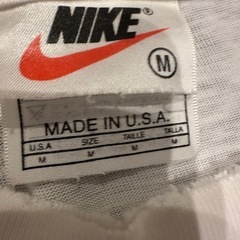 NIKE
M
MADE IN U.S.A.
U.S.A SIZE TAILLE TALLA
M M M M